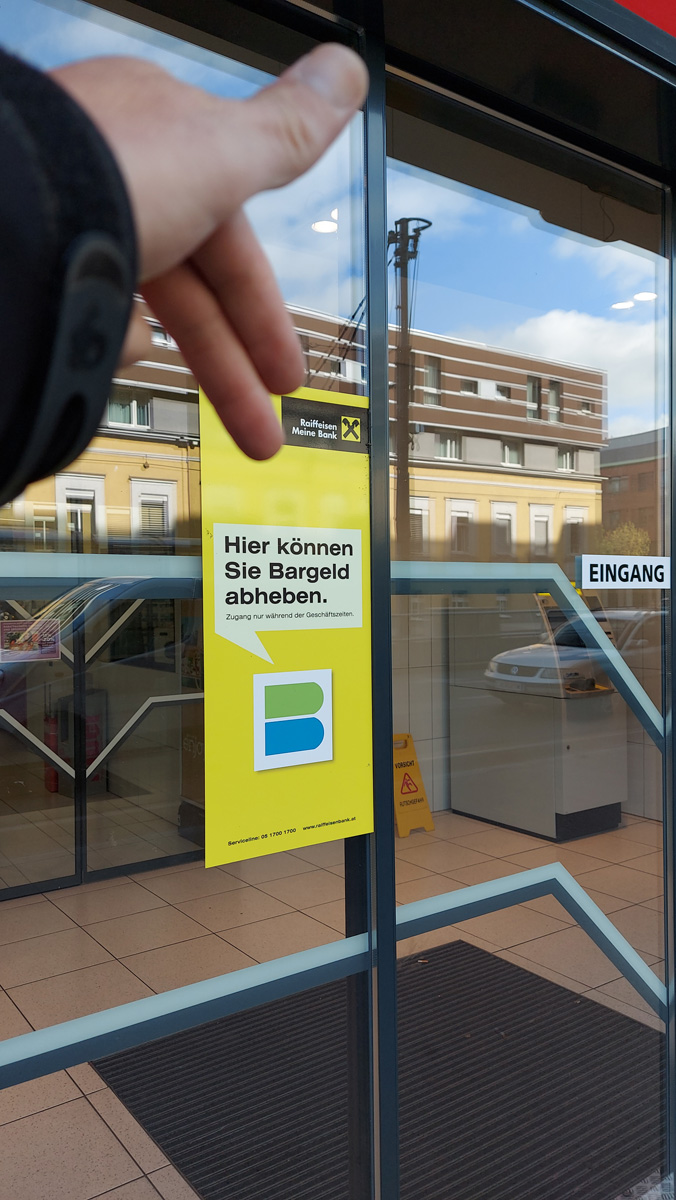 Raiffeisen
Meine Bank
Hier können
Sie Bargeld
abheben.
Zugang nur während der Geschäftszeiten.
EINGANG
VORSICHT
Serviceline: 05 1700 1700 www.raiffeisenbank.at